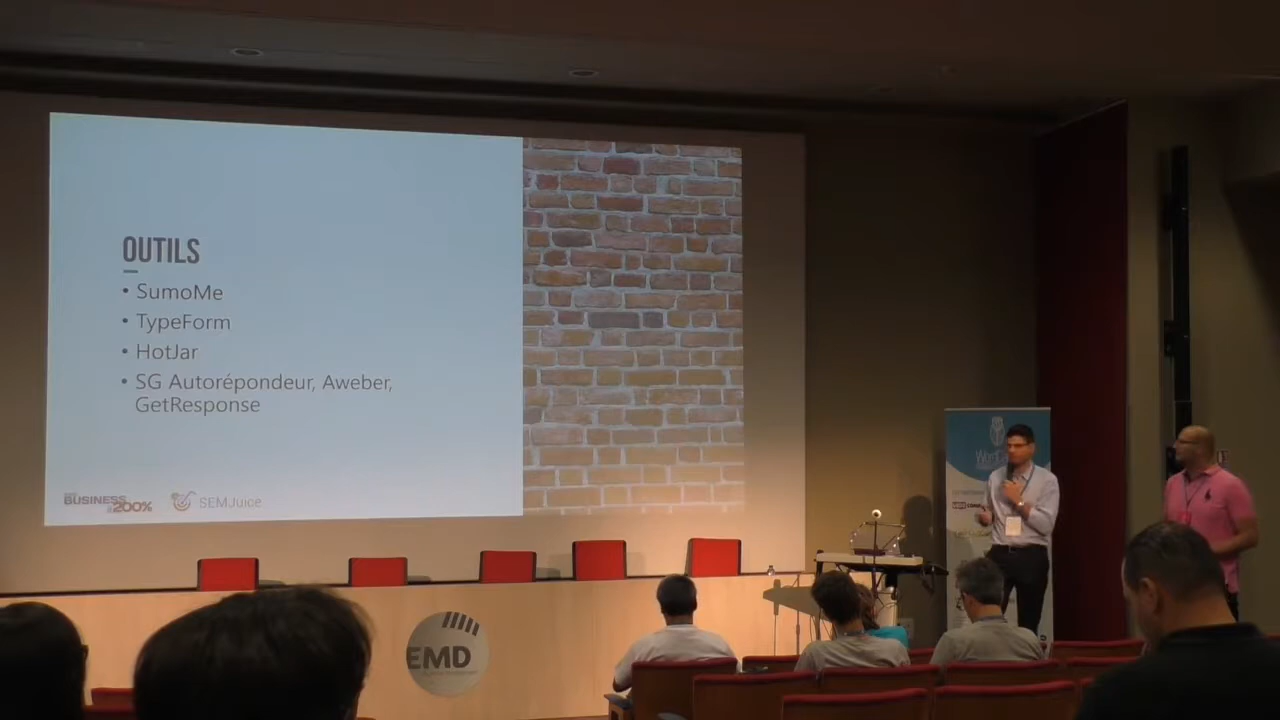 OUTILS
• SumoMe
• TypeForm
• HotJar
• SG Autorépondeur, Aweber,
GetResponse
BUSINESS
à 200%
SEMJuice
EMD